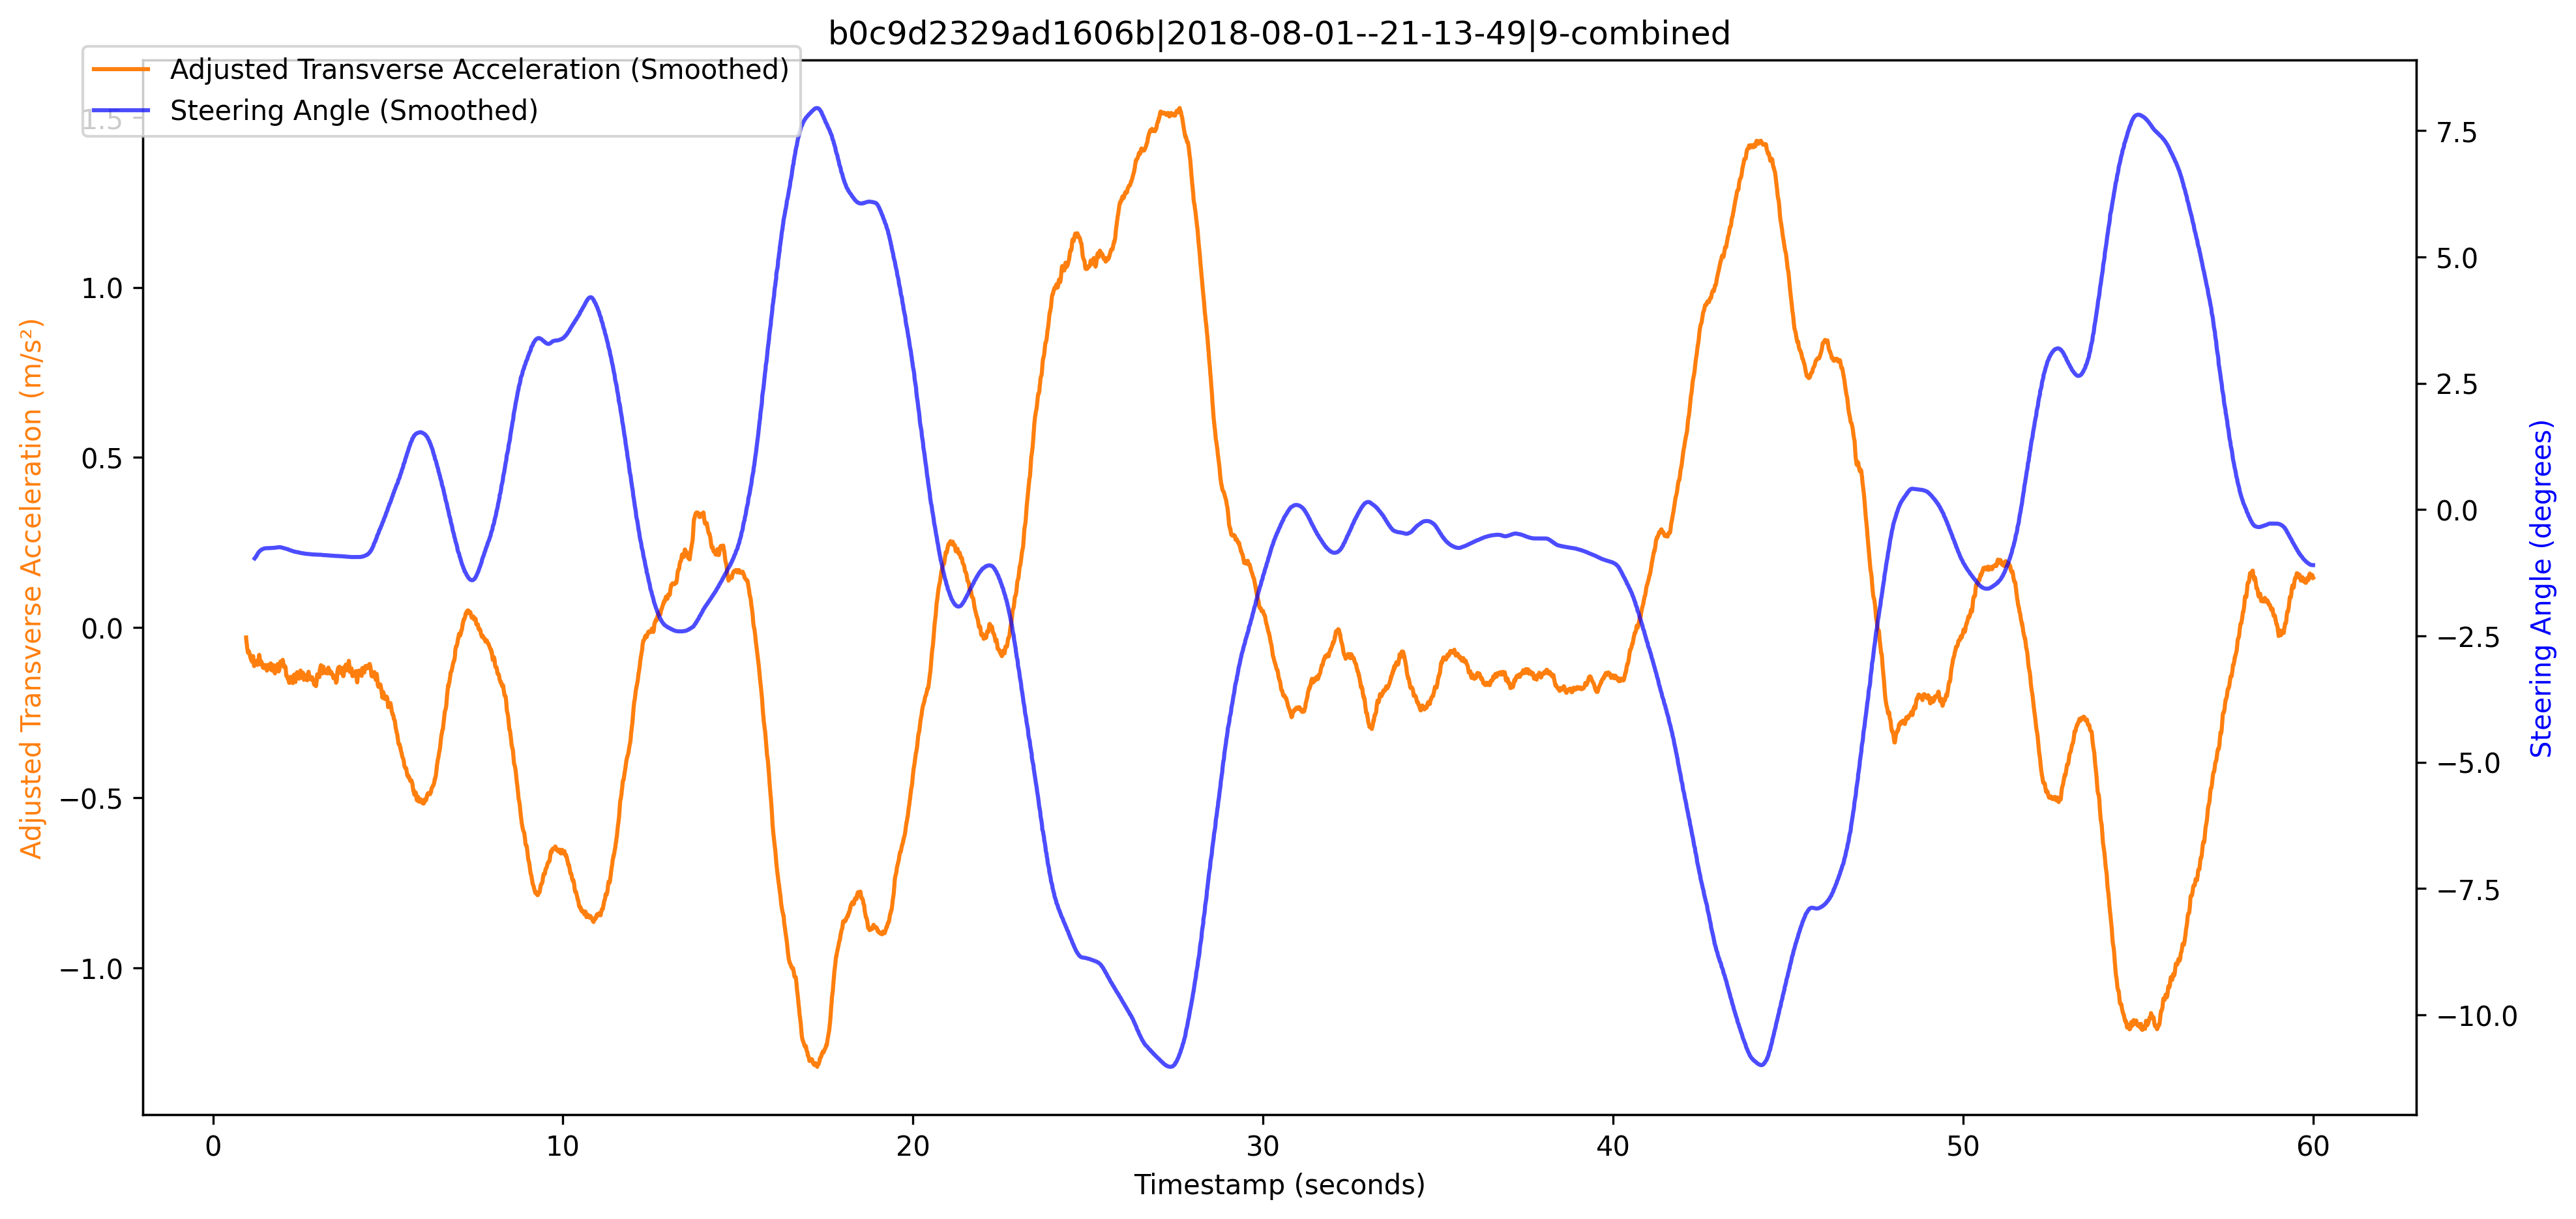 b0c9d2329ad1606b|2018-08-01--21-13-49|9-combined
Adjusted Transverse Acceleration (Smoothed)
Steering Angle (Smoothed)
1.5
1.0
0.5
0.0
−0.5
−1.0
Adjusted Transverse Acceleration (m/s²)
7.5
5.0
2.5
0.0
−2.5
−5.0
−7.5
−10.0
Steering Angle (degrees)
0 10 20 30 40 50 60
Timestamp (seconds)